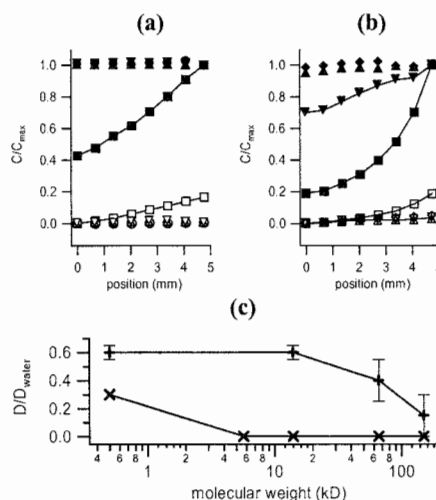 (a)
(b)
C/Cmax
1.0
0.8
0.6
0.4
0.2
0.0
0 1 2 3 4 5
position (mm)
C/Cmax
1.0
0.8
0.6
0.4
0.2
0.0
0 1 2 3 4
position (mm)
(c)
D/Dwater
0.6
0.4
0.2
0.0
4 6 8 1 2 4 6 8 10 2 4 6 8 100
molecular weight (kD)